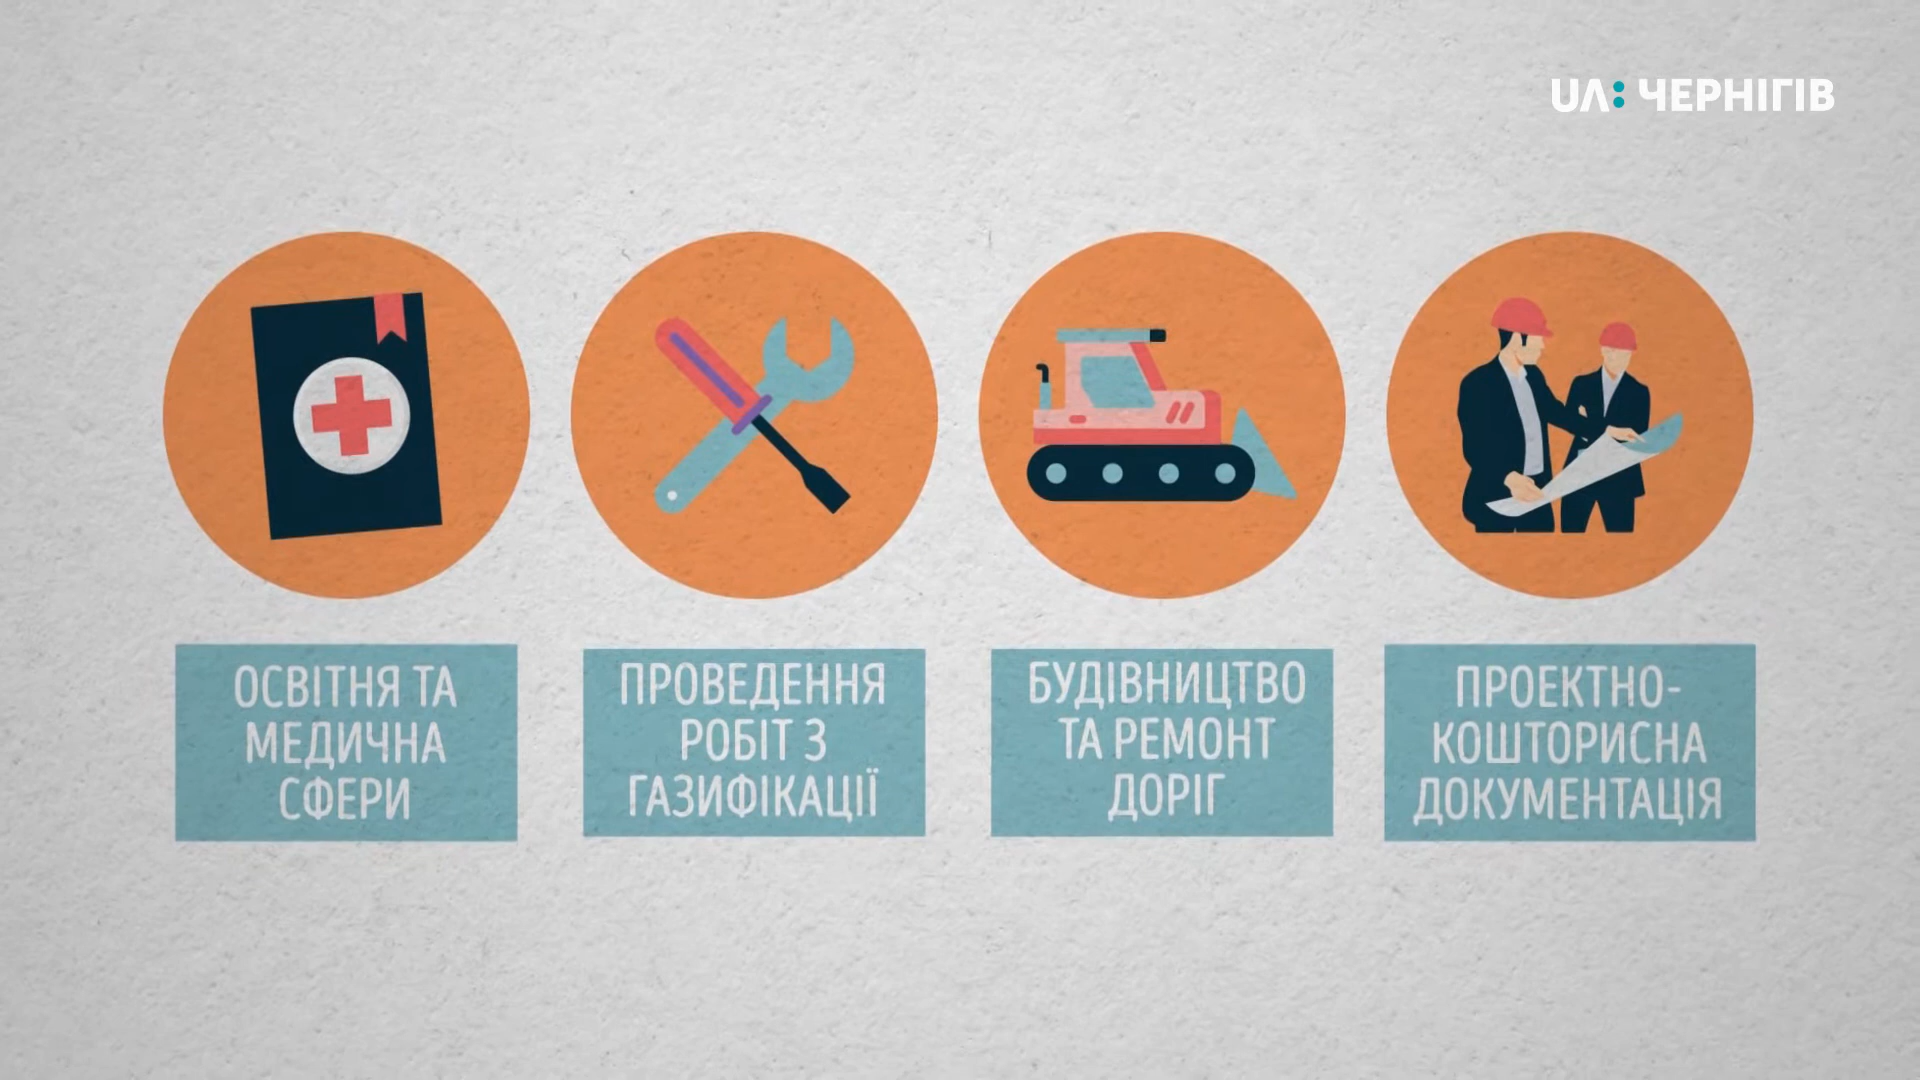 UA: ЧЕРНІГІВ
ОСВІТНЯ ТА
МЕДИЧНА
СФЕРИ
ПРОВЕДЕННЯ
РОБІТ З
ГАЗИФІКАЦІЇ
БУДІВНИЦТВО
ТА РЕМОНТ
ДОРІГ
ПРОЕКТНО-
КОШТОРИСНА
ДОКУМЕНТАЦІЯ